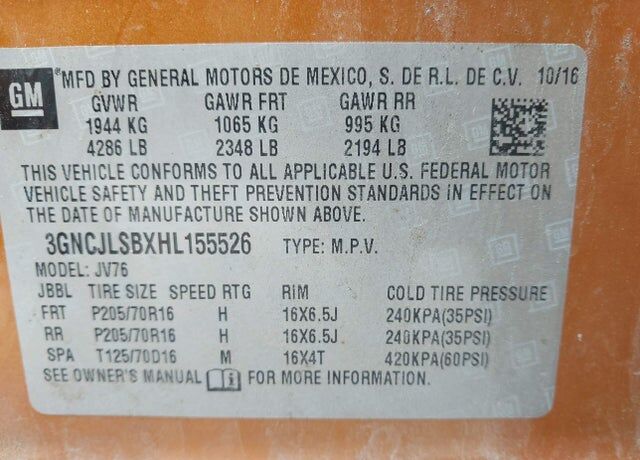 GM
®MFD BY GENERAL MOTORS DE MEXICO, S. DE R.L. DE C.V. 10/16
GVWR GAWR FRT GAWR RR
1944 KG 1065 KG 995 KG
4286 LB 2348 LB 2194 LB
THIS VEHICLE CONFORMS TO ALL APPLICABLE U.S. FEDERAL MOTOR
VEHICLE SAFETY AND THEFT PREVENTION STANDARDS IN EFFECT ON
THE DATE OF MANUFACTURE SHOWN ABOVE.
3GNCJLSBXHL155526 TYPE: M.P.V.
MODEL: JV76
JBBL TIRE SIZE SPEED RTG RIM COLD TIRE PRESSURE
FRT P205/70R16 H 16X6.5J 240KPA(35PSI)
RR P205/70R16 H 16X6.5J 240KPA(35PSI)
SPA T125/70D16 M 16X4T 420KPA(60PSI)
SEE OWNER'S MANUAL FOR MORE INFORMATION.